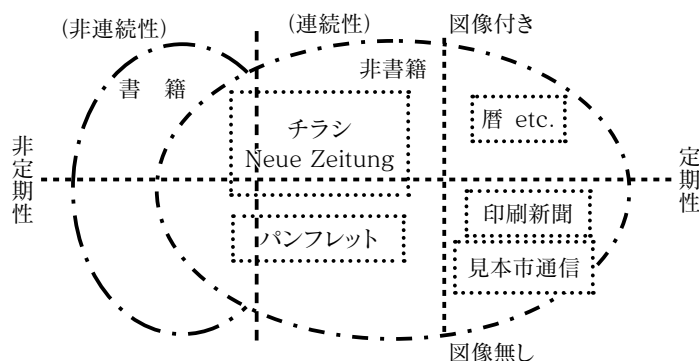 (非連続性)
(連続性)
図像付き
非書籍
書 籍
暦 etc.
チラシ
Neue Zeitung
非定期性
定期性
印刷新聞
パンフレット
見本市通信
図像無し